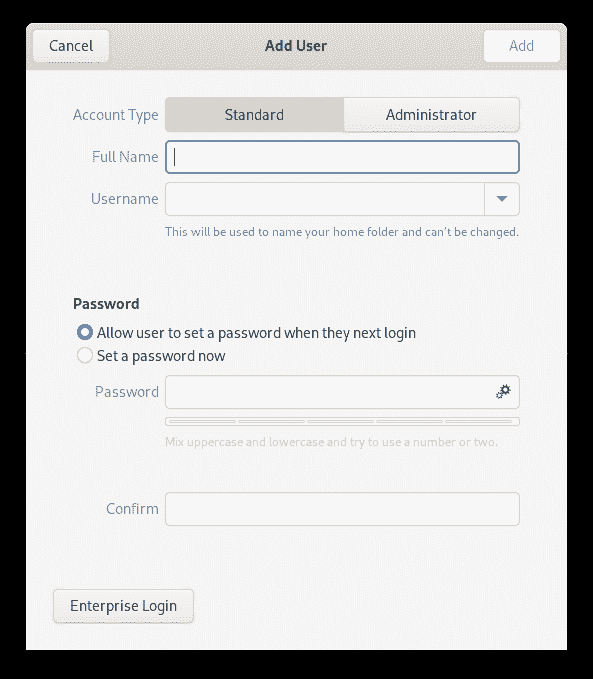 Cancel
Add User
Add
Account Type
Standard
Administrator
Full Name
Username
This will be used to name your home folder and can't be changed.
Password
Allow user to set a password when they next login
Set a password now
Password
Mix uppercase and lowercase and try to use a number or two.
Confirm
Enterprise Login